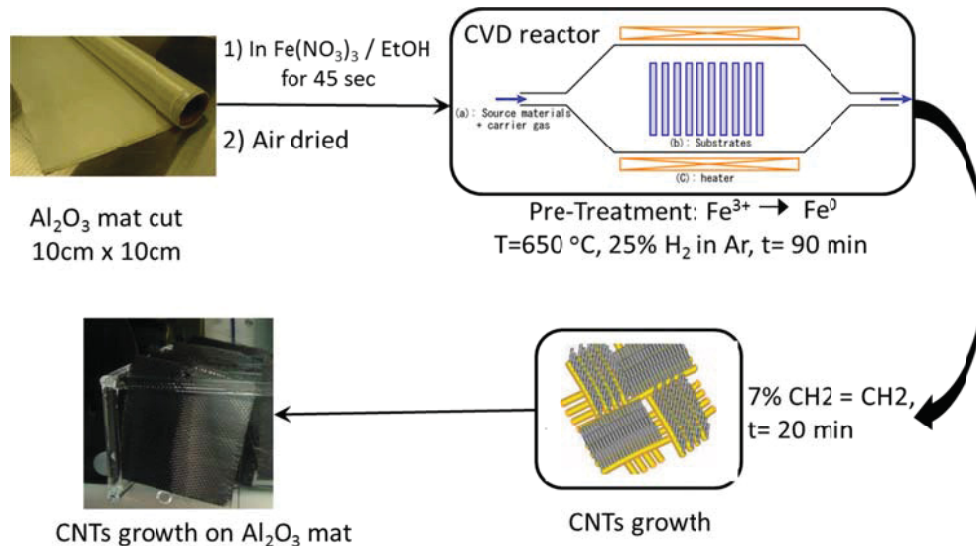 1) In Fe(NO₃)₃ / EtOH
for 45 sec
2) Air dried
Al₂O₃ mat cut
10cm x 10cm
CVD reactor
(a): Source materials
+ carrier gas
(b): Substrates
(C): heater
Pre-Treatment: Fe³⁺ → Fe⁰
T=650 °C, 25% H₂ in Ar, t= 90 min
7% CH2 = CH2,
t= 20 min
CNTs growth
CNTs growth on Al₂O₃ mat